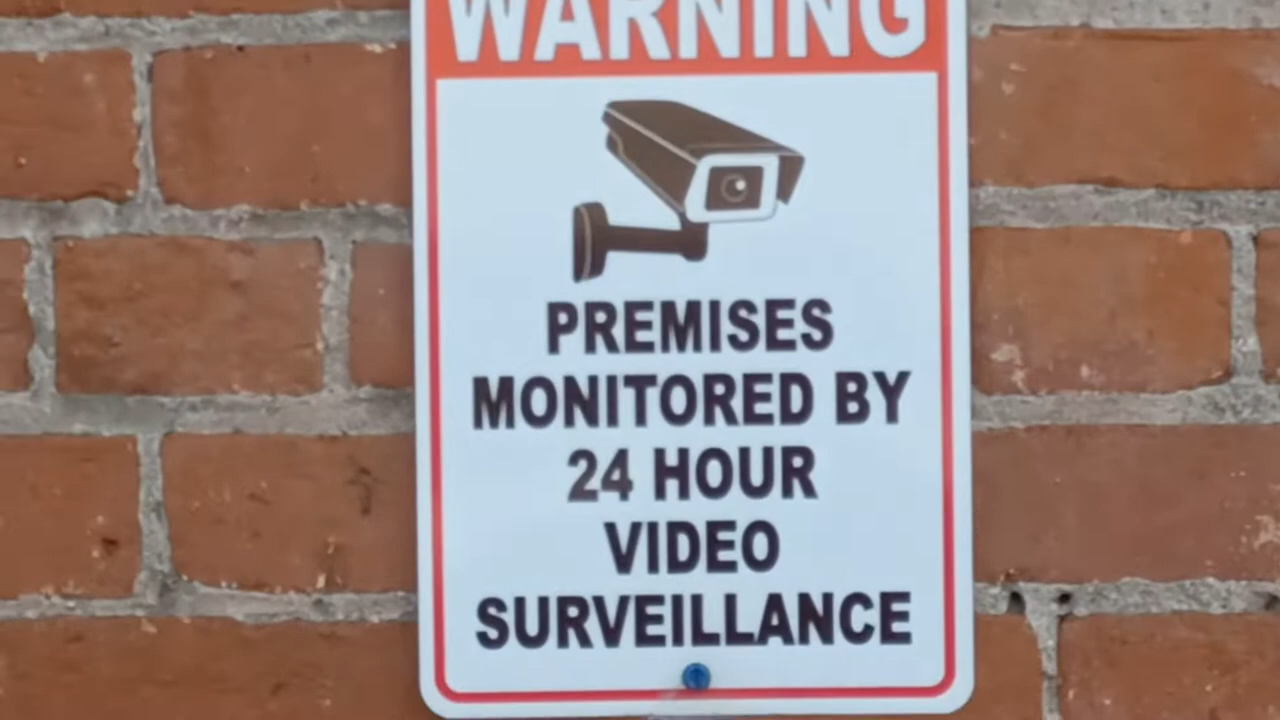 WARNING
PREMISES
MONITORED BY
24 HOUR
VIDEO
SURVEILLANCE